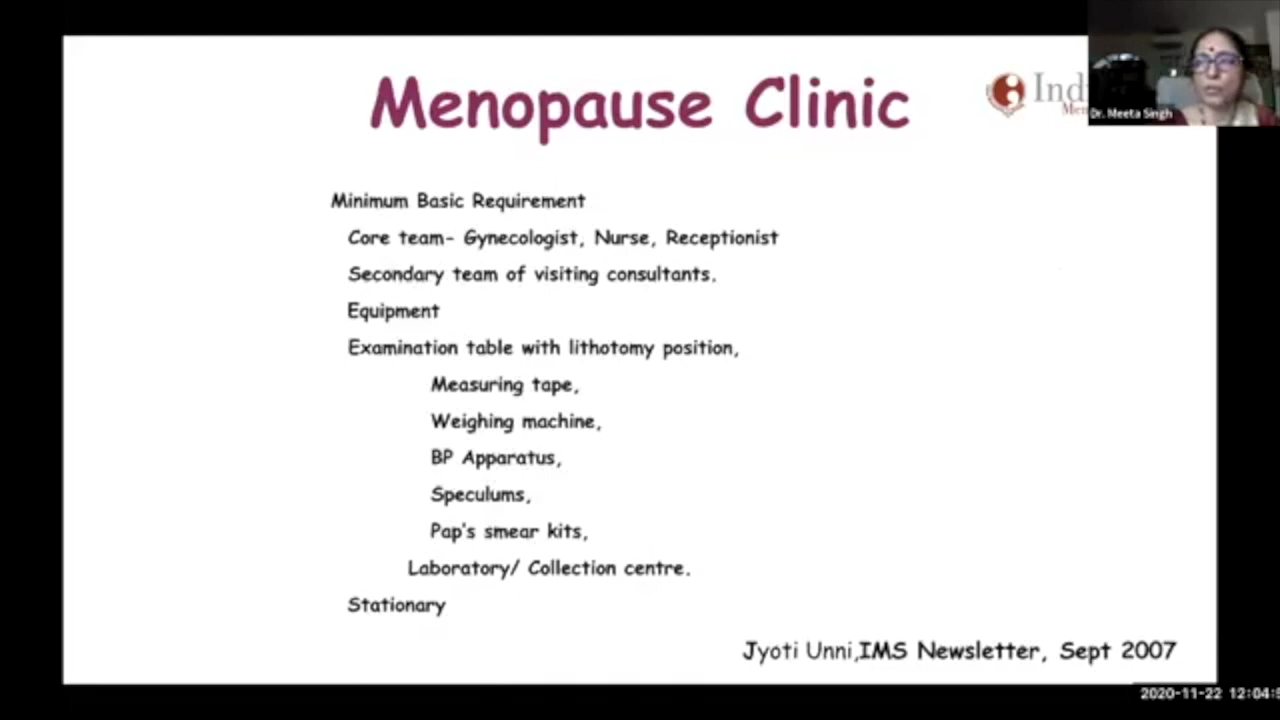 Menopause Clinic
Dr. Meeta Singh
Minimum Basic Requirement
Core team- Gynecologist, Nurse, Receptionist
Secondary team of visiting consultants.
Equipment
Examination table with lithotomy position,
Measuring tape,
Weighing machine,
BP Apparatus,
Speculums,
Pap's smear kits,
Laboratory/ Collection centre.
Stationary
Jyoti Unni,IMS Newsletter, Sept 2007
2020-11-22 12:04:5